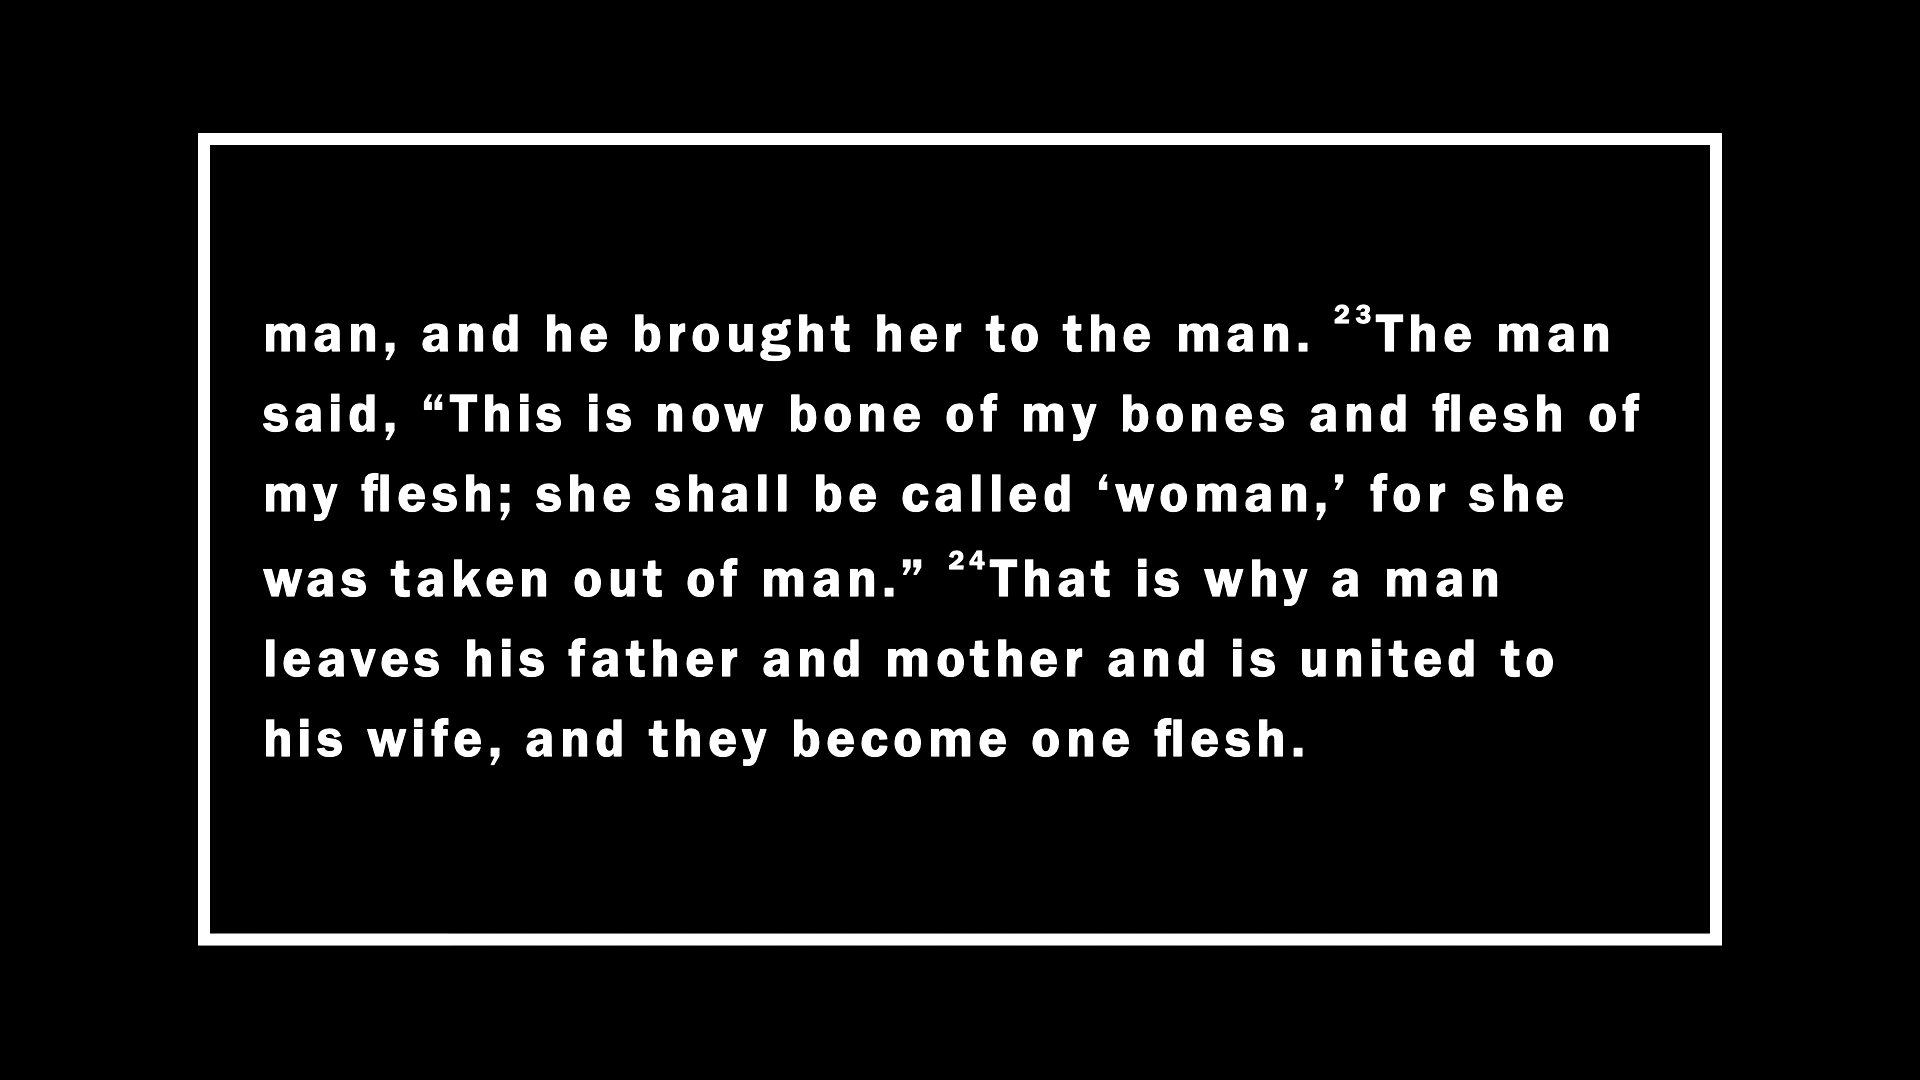 man, and he brought her to the man. ²³The man
said, “This is now bone of my bones and flesh of
my flesh; she shall be called ‘woman,’ for she
was taken out of man.” ²⁴That is why a man
leaves his father and mother and is united to
his wife, and they become one flesh.